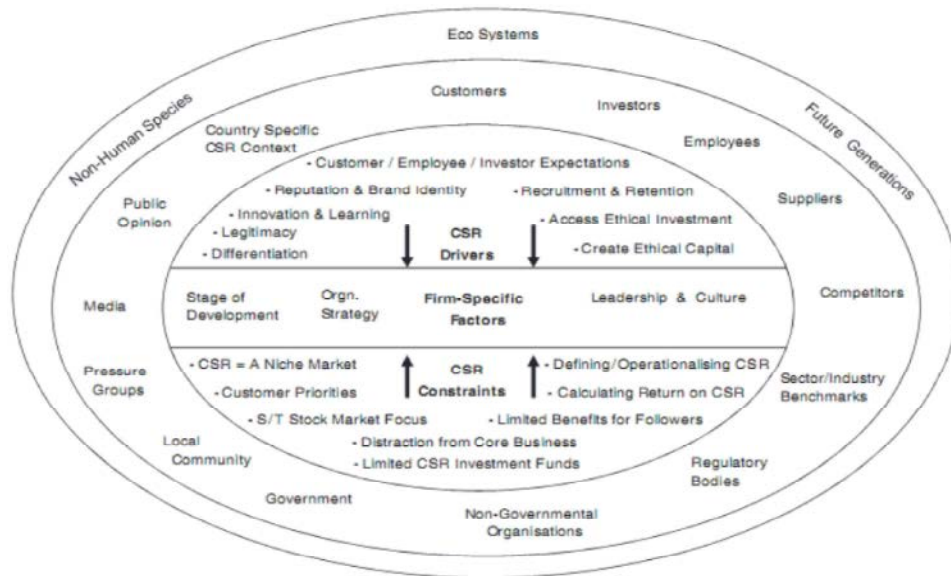 Eco Systems
Non-Human Species
Future Generations
Customers
Investors
Employees
Suppliers
Competitors
Sector/Industry
Benchmarks
Regulatory
Bodies
Non-Governmental
Organisations
Government
Local
Community
Pressure
Groups
Media
Public
Opinion
Country Specific
CSR Context
- Customer / Employee / Investor Expectations
- Reputation & Brand Identity
- Recruitment & Retention
- Innovation & Learning
- Access Ethical Investment
- Legitimacy
- Differentiation
- Create Ethical Capital
CSR
Drivers
Stage of
Development
Orgn.
Strategy
Firm-Specific
Factors
Leadership & Culture
- CSR = A Niche Market
CSR
Constraints
- Defining/Operationalising CSR
- Customer Priorities
- Calculating Return on CSR
- S/T Stock Market Focus
- Limited Benefits for Followers
- Distraction from Core Business
- Limited CSR Investment Funds